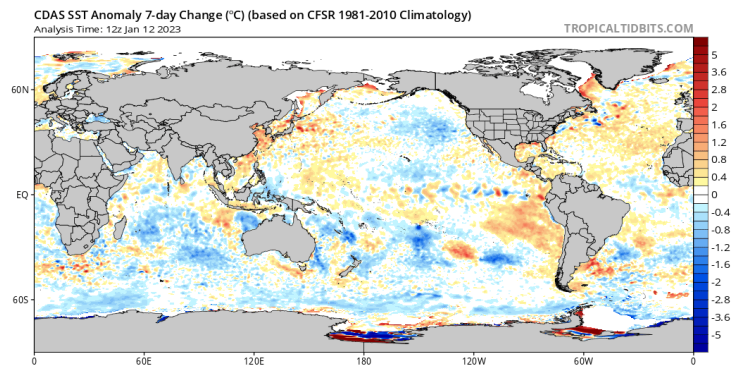 CDAS SST Anomaly 7-day Change (°C) (based on CFSR 1981-2010 Climatology)
Analysis Time: 12z Jan 12 2023
TROPICALTIDBITS.COM
60N
EQ
60S
0
60E
120E
180
120W
60W
0
5
3.6
2.8
2
1.6
1.2
0.8
0.4
0
-0.4
-0.8
-1.2
-1.6
-2
-2.8
-3.6
-5